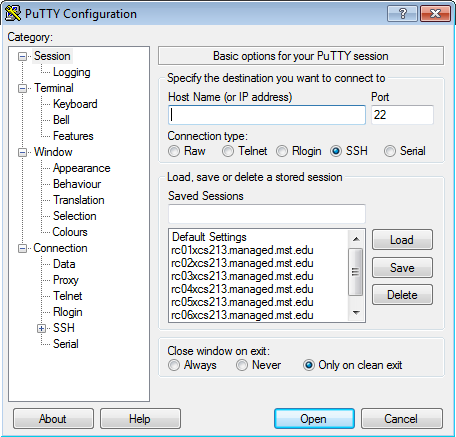 PuTTY Configuration
Category:
Session
Logging
Terminal
Keyboard
Bell
Features
Window
Appearance
Behaviour
Translation
Selection
Colours
Connection
Data
Proxy
Telnet
Rlogin
SSH
Serial
Basic options for your PuTTY session
Specify the destination you want to connect to
Host Name (or IP address) Port
22
Connection type:
Raw Telnet Rlogin SSH Serial
Load, save or delete a stored session
Saved Sessions
Default Settings
rc01xcs213.managed.mst.edu
rc02xcs213.managed.mst.edu
rc03xcs213.managed.mst.edu
rc04xcs213.managed.mst.edu
rc05xcs213.managed.mst.edu
rc06xcs213.managed.mst.edu
Load
Save
Delete
Close window on exit:
Always Never Only on clean exit
About Help Open Cancel